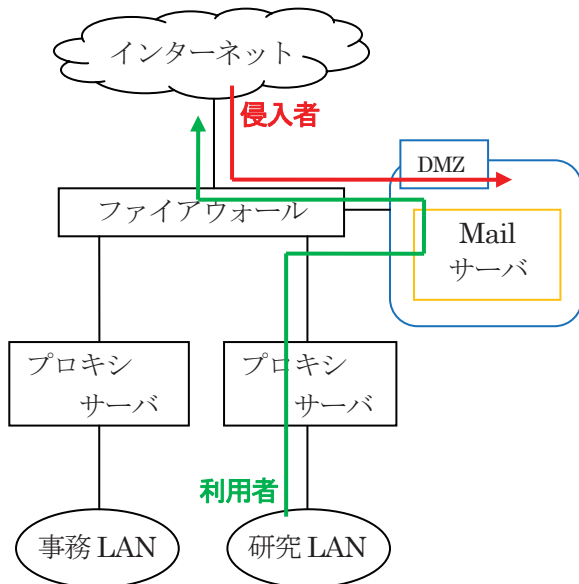 インターネット
侵入者
DMZ
ファイアウォール
Mail
サーバ
プロキシ
サーバ
プロキシ
サーバ
利用者
事務 LAN
研究 LAN